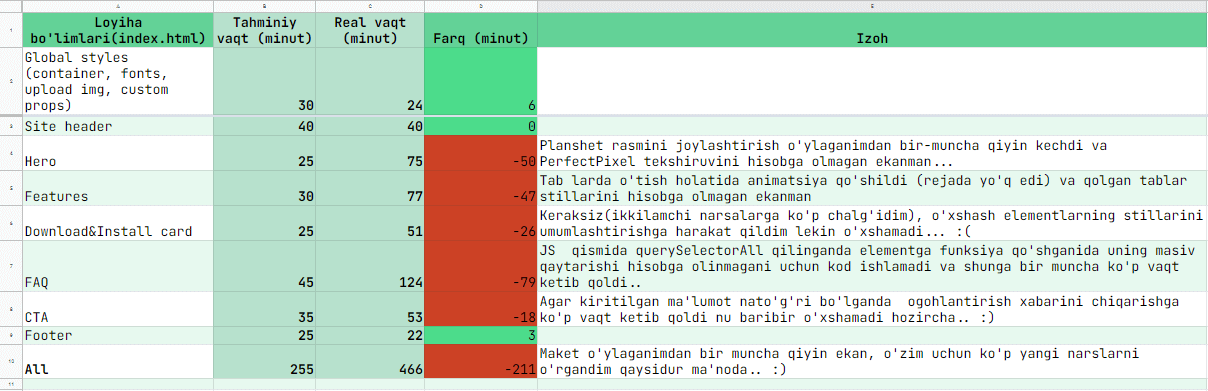 A B C D E
1 Loyiha Tahminiy Real vaqt
bo'limlari(index.html) vaqt (minut) (minut) Farq (minut) Izoh
2 Global styles
(container, fonts,
upload img, custom
props) 30 24 6
3 Site header 40 40 0
4 Planshet rasmini joylashtirish o'ylaganimdan bir-muncha qiyin kechdi va
Hero 25 75 -50 PerfectPixel tekshiruvini hisobga olmagan ekanman...
5 Tab larda o'tish holatida animatsiya qo'shildi (rejada yo'q edi) va qolgan tablar
Features 30 77 -47 stillarini hisobga olmagan ekanman
6 Keraksiz(ikkilamchi narsalarga ko'p chalg'idim), o'xshash elementlarning stillarini
Download&Install card 25 51 -26 umumlashtirishga harakat qildim lekin o'xshamadi... :(
7 JS qismida querySelectorAll qilinganda elementga funksiya qo'shganida uning masiv
qaytarishi hisobga olinmagani uchun kod ishlamadi va shunga bir muncha ko'p vaqt
FAQ 45 124 -79 ketib qoldi..
8 Agar kiritilgan ma'lumot nato'g'ri bo'lganda ogohlantirish xabarini chiqarishga
CTA 35 53 -18 ko'p vaqt ketib qoldi nu baribir o'xshamadi hozircha.. :)
9 Footer 25 22 3
10 Maket o'ylaganimdan bir muncha qiyin ekan, o'zim uchun ko'p yangi narslarni
All 255 466 -211 o'rgandim qaysidur ma'noda.. :)
11